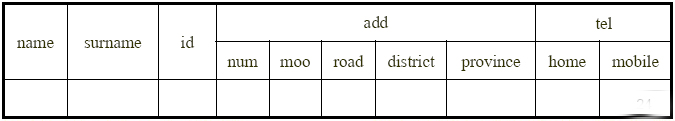 add tel
name surname id
num moo road district province home mobile